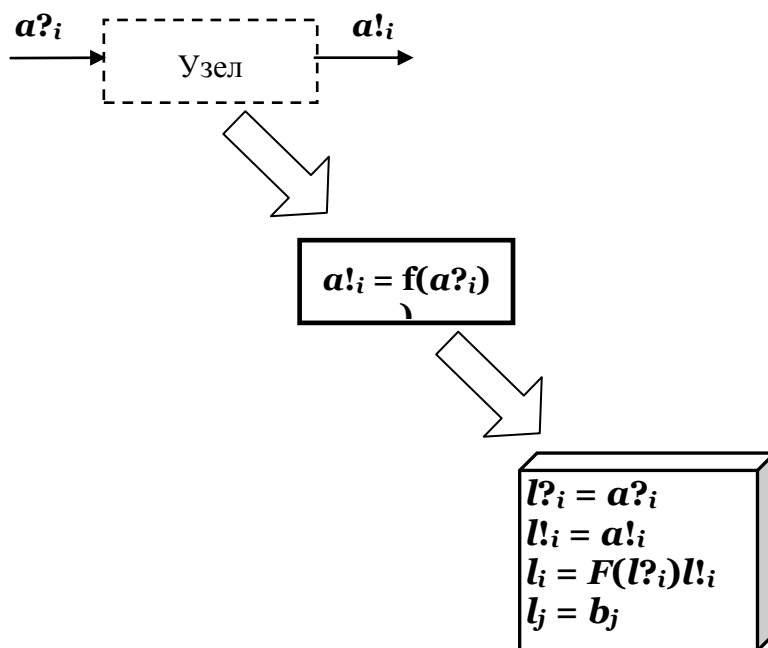 a?i
a!i
Узел
a!i = f(a?i)
)
l?i = a?i
l!i = a!i
li = F(l?i)l!i
lj = bj